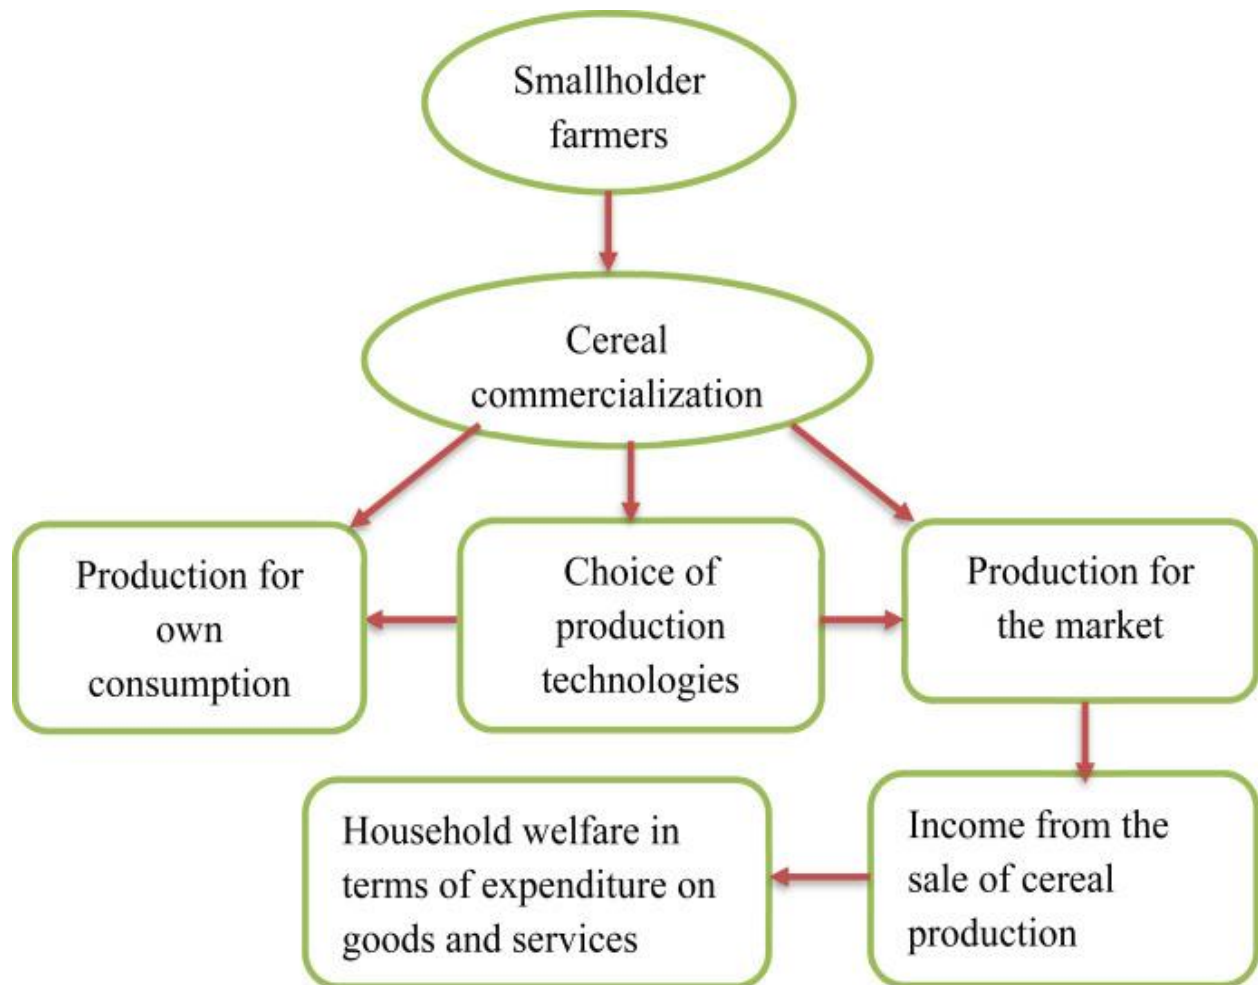 Smallholder
farmers
Cereal
commercialization
Production for
own
consumption
Choice of
production
technologies
Production for
the market
Household welfare in
terms of expenditure on
goods and services
Income from the
sale of cereal
production